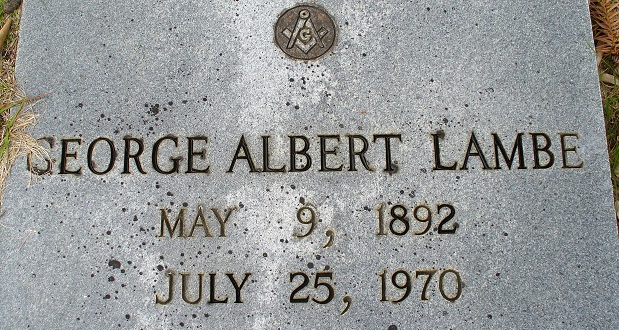 G
GEORGE ALBERT LAMBE
MAY 9, 1892
JULY 25, 1970